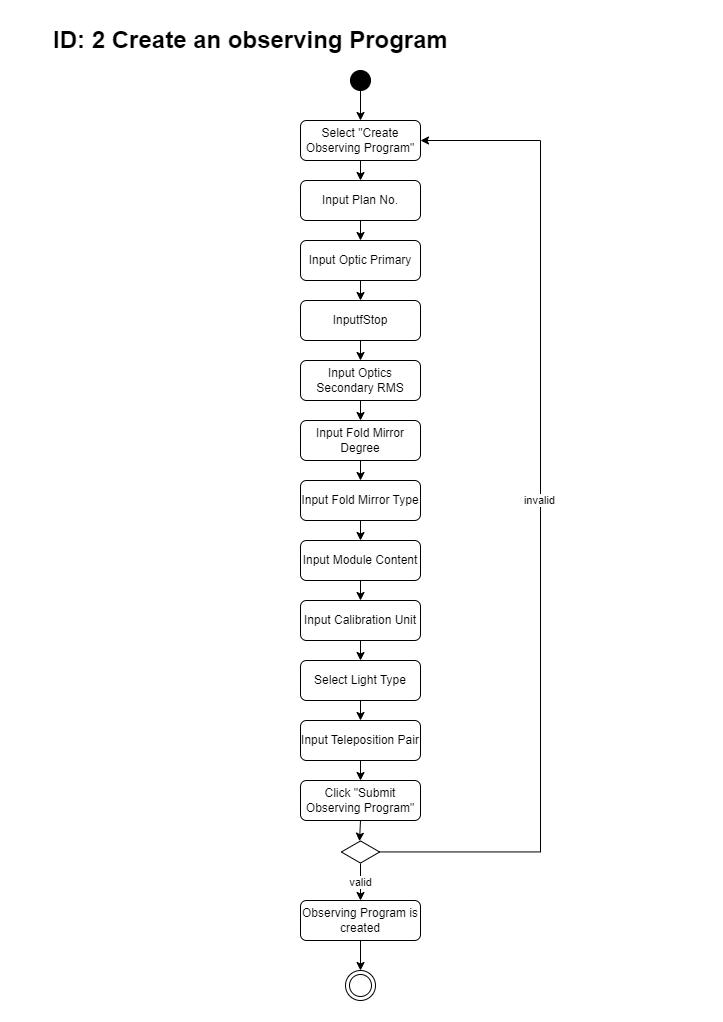 ID: 2 Create an observing Program
Select "Create
Observing Program"
Input Plan No.
Input Optic Primary
InputfStop
Input Optics
Secondary RMS
Input Fold Mirror
Degree
Input Fold Mirror Type
invalid
Input Module Content
Input Calibration Unit
Select Light Type
Input Teleposition Pair
Click "Submit
Observing Program"
valid
Observing Program is
created